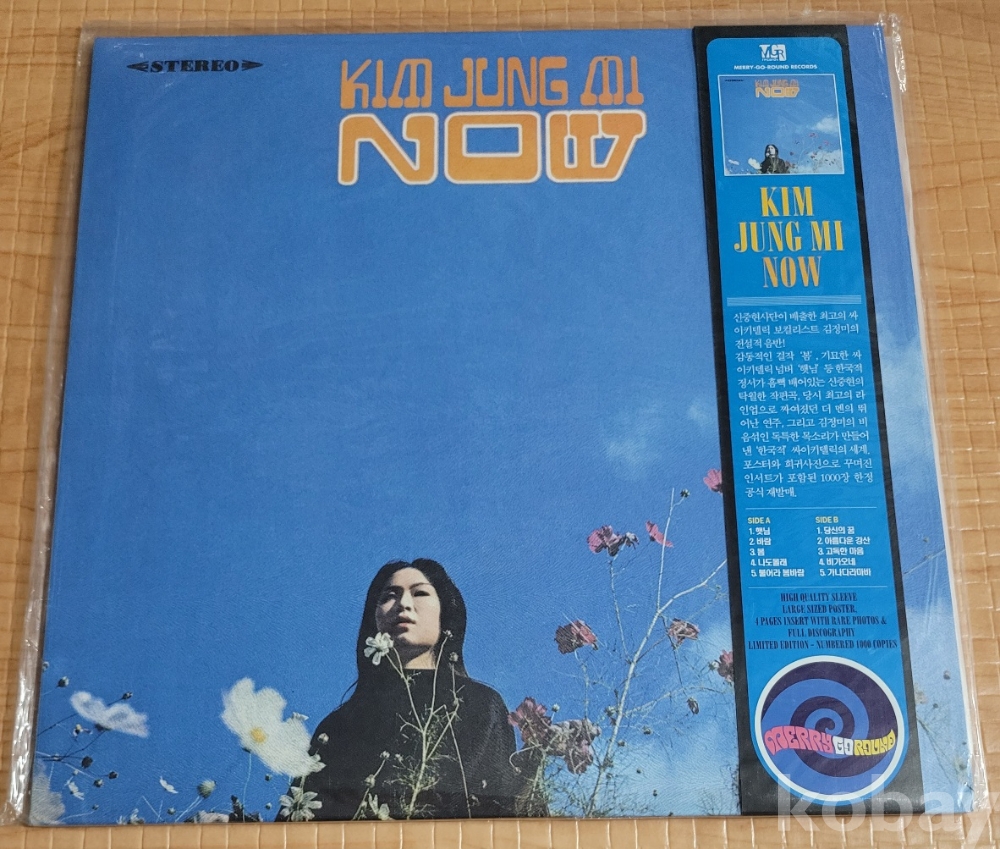 STEREO
KIM JUNG MI
NOW
MGR
MERRY-GO-ROUND RECORDS
KIM JUNG MI
NOW
KIM
JUNG MI
NOW
신중현사단이 배출한 최고의 싸
이키델릭 보컬리스트 김정미의
전설적 음반!
감동적인 걸작 '봄', 기묘한 싸
이키델릭 넘버 '햇님' 등 한국적
정서가 흠뻑 배어있는 신중현의
탁월한 작편곡, 당시 최고의 라
인업으로 짜여졌던 더 멘의 뛰
어난 연주, 그리고 김정미의 비
음섞인 독특한 목소리가 만들어
낸 '한국적' 싸이키델릭의 세계.
포스터와 희귀사진으로 꾸며진
인서트가 포함된 1000장 한정
공식 재발매.
SIDE A
1. 햇님
2. 바람
3. 봄
4. 나도몰래
5. 불어라 봄바람
SIDE B
1. 당신의 꿈
2. 아름다운 강산
3. 고독한 마음
4. 비가오네
5. 가나다라마바
HIGH QUALITY SLEEVE
LARGE SIZED POSTER,
4 PAGES INSERT WITH RARE PHOTOS &
FULL DISCOGRAPHY
LIMITED EDITION - NUMBERED 1000 COPIES
MERRY GO ROUND
kobay